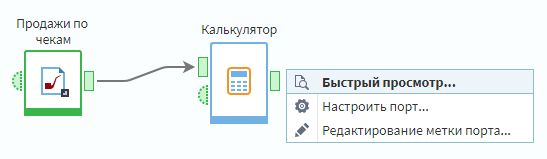 Продажи по
чекам
Калькулятор
Быстрый просмотр...
Настроить порт...
Редактирование метки порта...